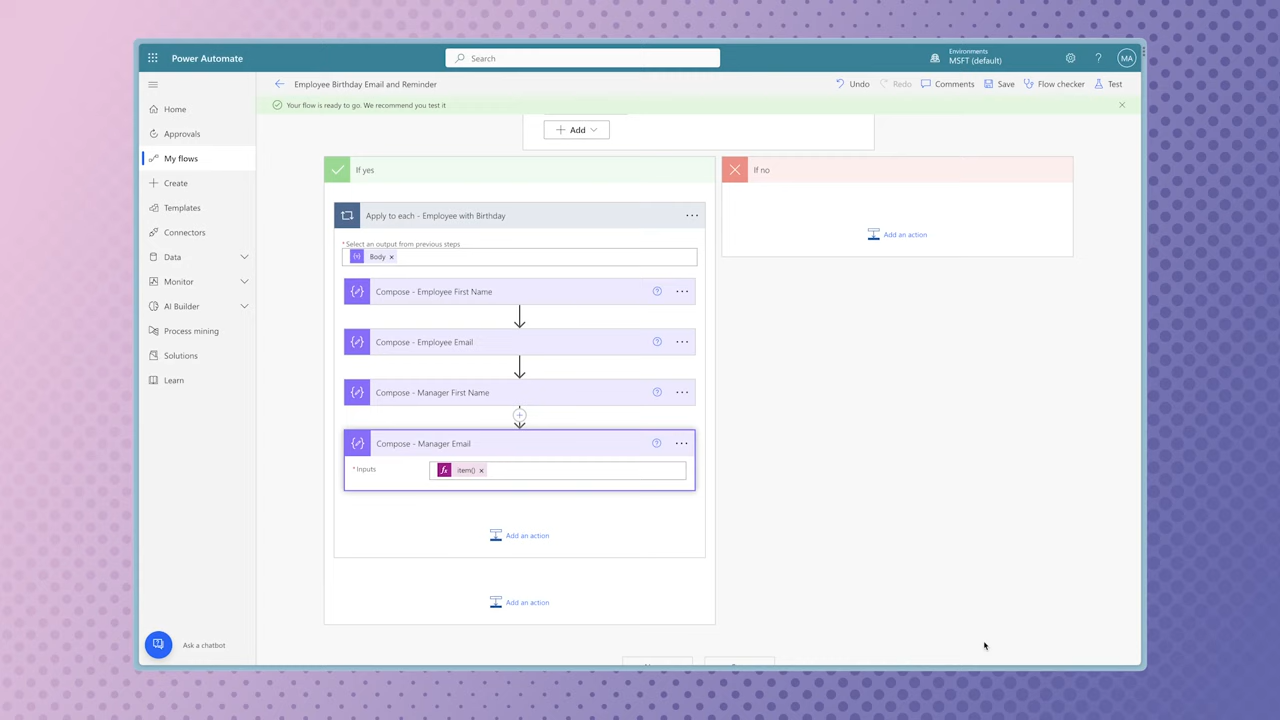 Power Automate
Search
Environments
MSFT (default)
MA
Employee Birthday Email and Reminder
Undo
Redo
Comments
Save
Flow checker
Test
Your flow is ready to go. We recommend you test it
Home
Approvals
My flows
Create
Templates
Connectors
Data
Monitor
AI Builder
Process mining
Solutions
Learn
Ask a chatbot
Add
If yes
If no
Add an action
Apply to each - Employee with Birthday
* Select an output from previous steps
Body
Compose - Employee First Name
Compose - Employee Email
Compose - Manager First Name
Compose - Manager Email
* Inputs
fx item()
Add an action
Add an action